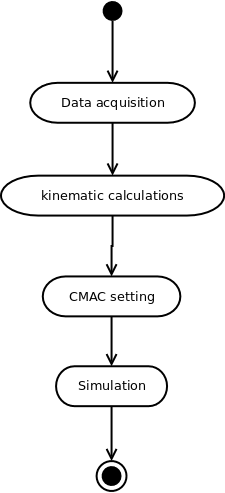 Data acquisition
kinematic calculations
CMAC setting
Simulation